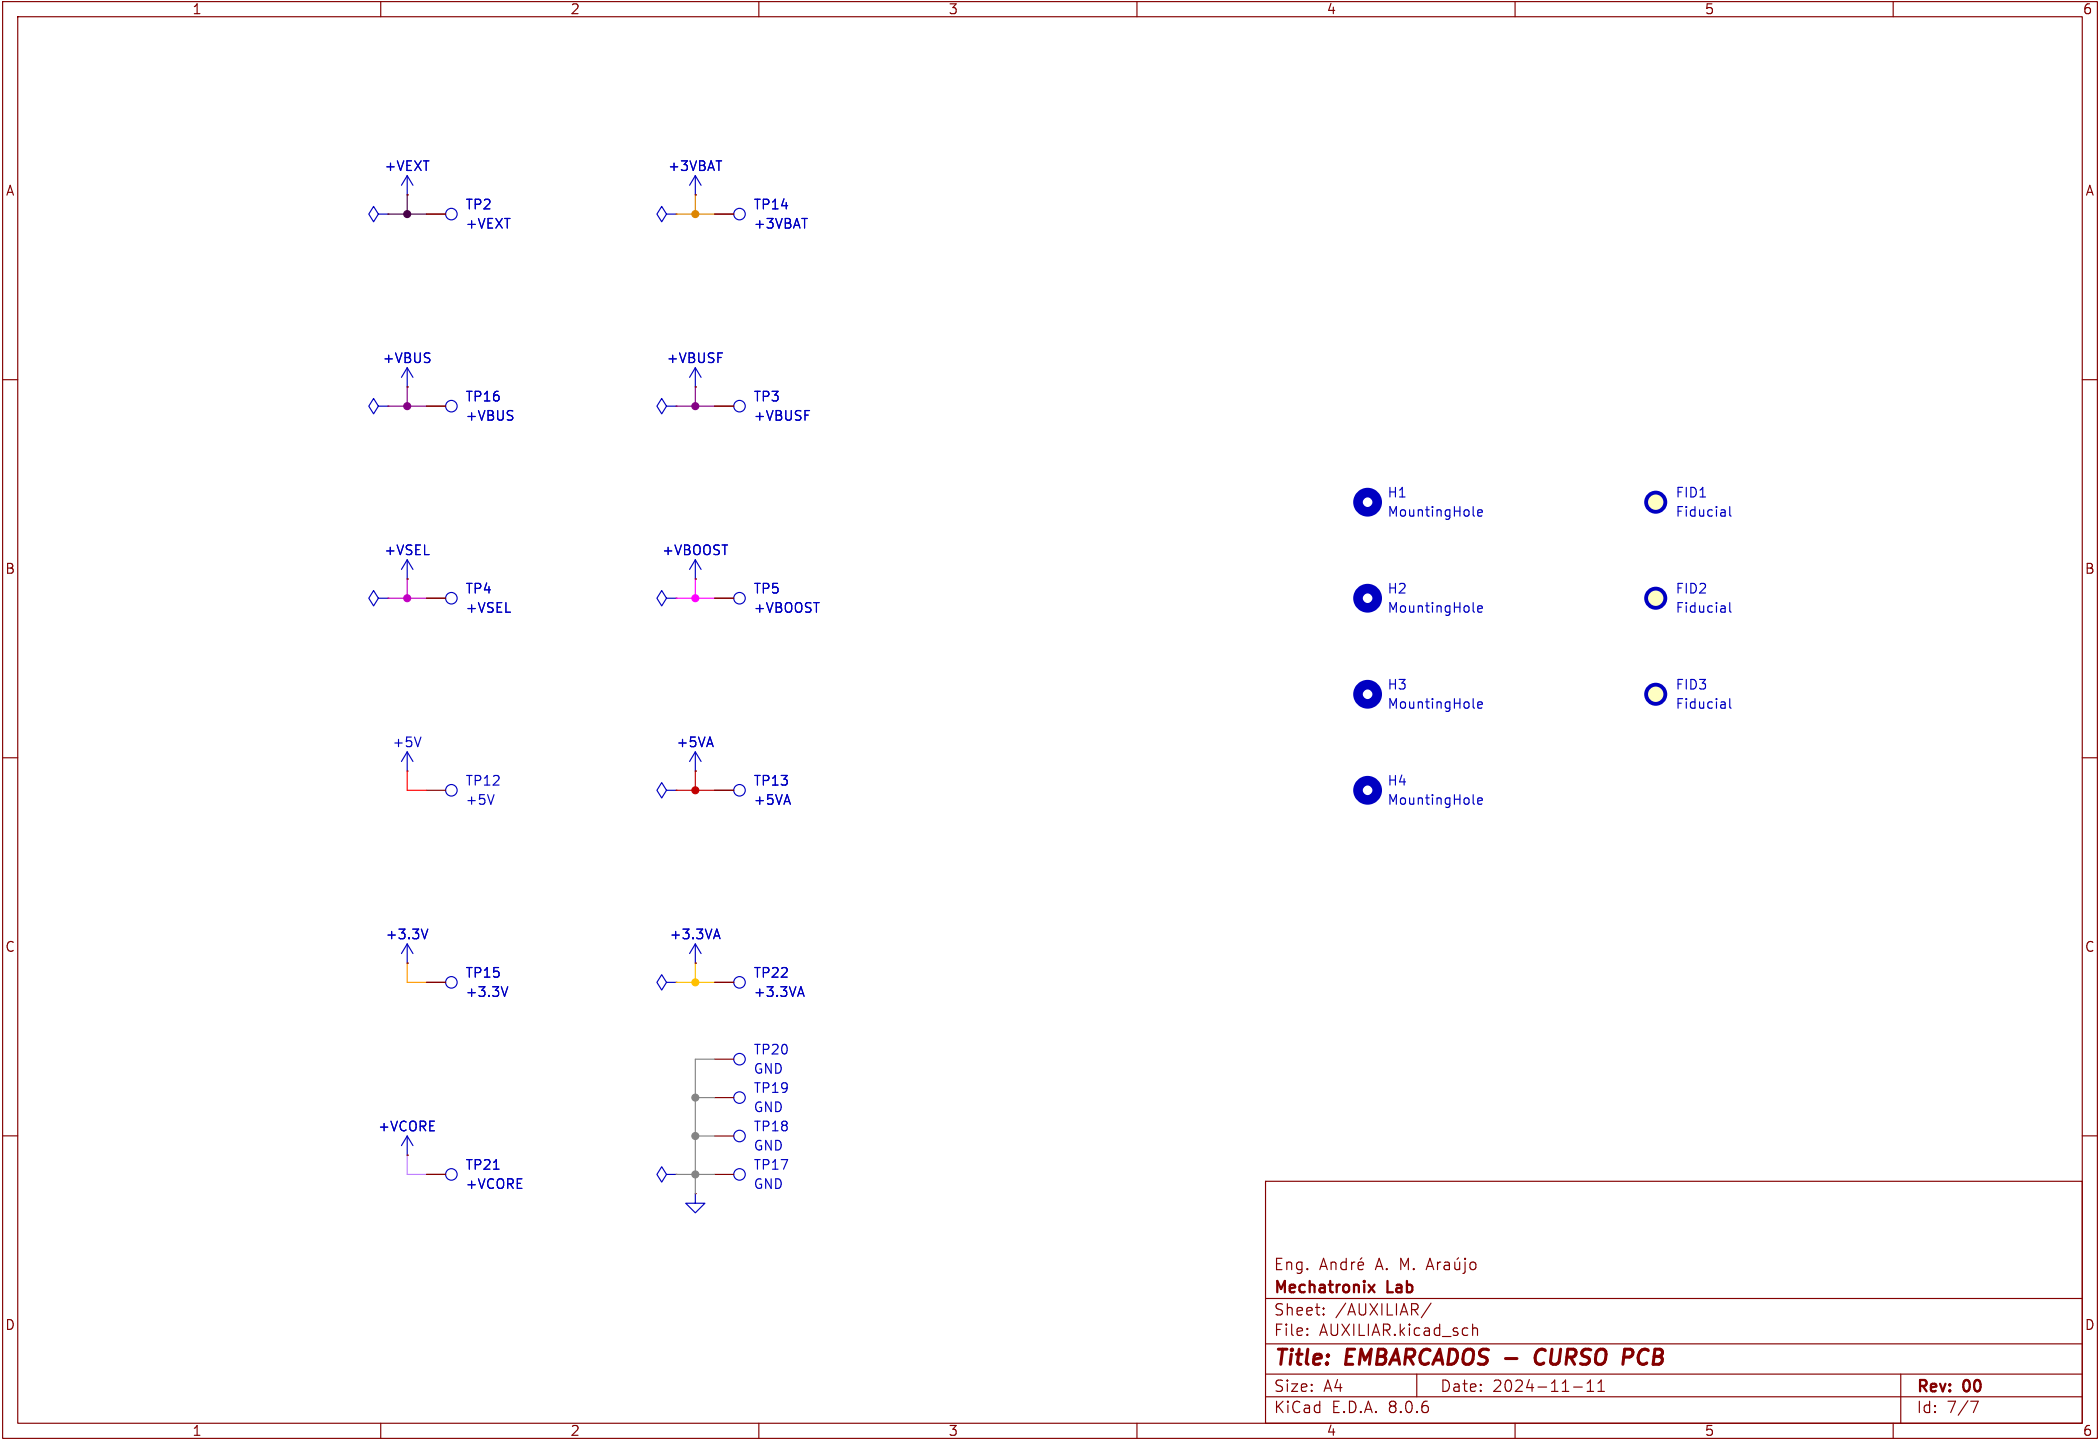 1 2 3 4 5 6
A A
+VEXT
TP2
+VEXT
+3VBAT
TP14
+3VBAT
+VBUS
TP16
+VBUS
+VBUSF
TP3
+VBUSF
B B
+VSEL
TP4
+VSEL
+VBOOST
TP5
+VBOOST
H1
MountingHole
FID1
Fiducial
H2
MountingHole
FID2
Fiducial
H3
MountingHole
FID3
Fiducial
+5V
TP12
+5V
+5VA
TP13
+5VA
H4
MountingHole
C C
+3.3V
TP15
+3.3V
+3.3VA
TP22
+3.3VA
+VCORE
TP21
+VCORE
TP20
GND
TP19
GND
TP18
GND
TP17
GND
D D
Eng. André A. M. Araújo
Mechatronix Lab
Sheet: /AUXILIAR/
File: AUXILIAR.kicad_sch
Title: EMBARCADOS - CURSO PCB
Size: A4 Date: 2024-11-11 Rev: 00
KiCad E.D.A. 8.0.6 Id: 7/7
1 2 3 4 5 6